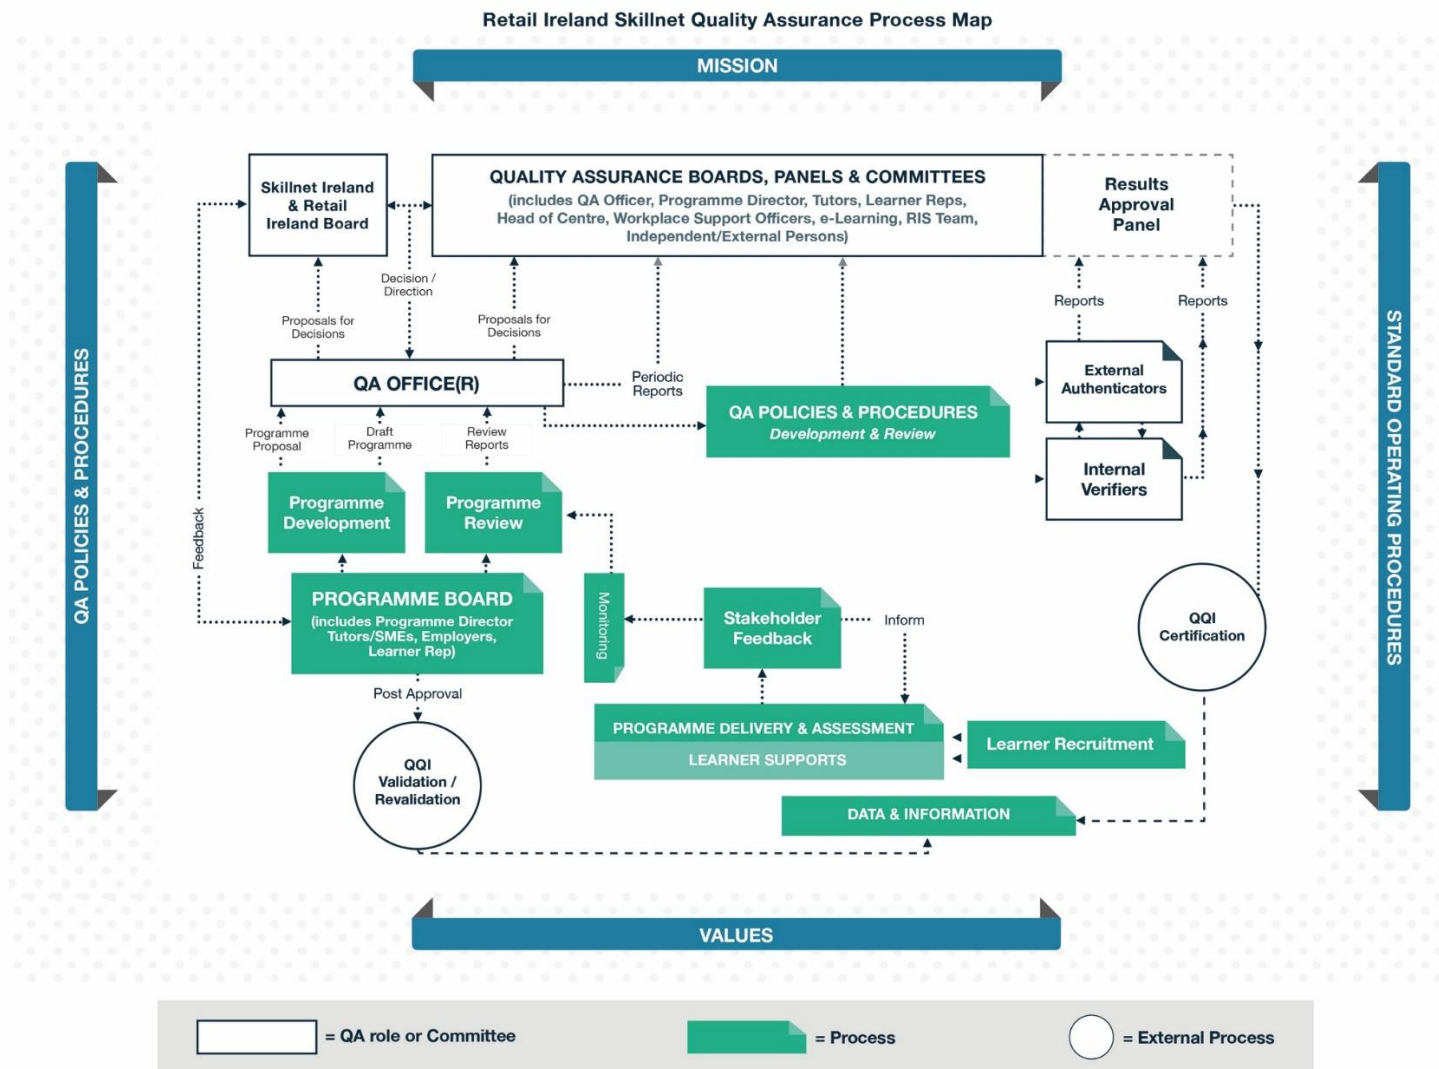 Retail Ireland Skillnet Quality Assurance Process Map
MISSION
QA POLICIES & PROCEDURES
STANDARD OPERATING PROCEDURES
Skillnet Ireland
& Retail
Ireland Board
QUALITY ASSURANCE BOARDS, PANELS & COMMITTEES
(includes QA Officer, Programme Director, Tutors, Learner Reps,
Head of Centre, Workplace Support Officers, e-Learning, RIS Team,
Independent/External Persons)
Results
Approval
Panel
Decision /
Direction
Proposals for
Decisions
Proposals for
Decisions
Reports
Reports
QA OFFICE(R)
Periodic
Reports
External
Authenticators
QA POLICIES & PROCEDURES
Development & Review
Programme
Proposal
Draft
Programme
Review
Reports
Internal
Verifiers
Programme
Development
Programme
Review
Feedback
PROGRAMME BOARD
(includes Programme Director
Tutors/SMEs, Employers,
Learner Rep)
Monitoring
Stakeholder
Feedback
Inform
QQI
Certification
Post Approval
PROGRAMME DELIVERY & ASSESSMENT
LEARNER SUPPORTS
Learner Recruitment
QQI
Validation /
Revalidation
DATA & INFORMATION
VALUES
= QA role or Committee
= Process
= External Process